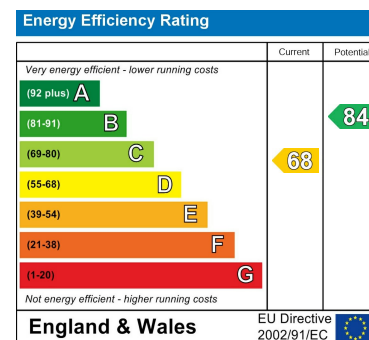 Energy Efficiency Rating
Current Potential
Very energy efficient - lower running costs
(92 plus) A
(81-91) B
84
(69-80) C
68
(55-68) D
(39-54) E
(21-38) F
(1-20) G
Not energy efficient - higher running costs
England & Wales
EU Directive
2002/91/EC